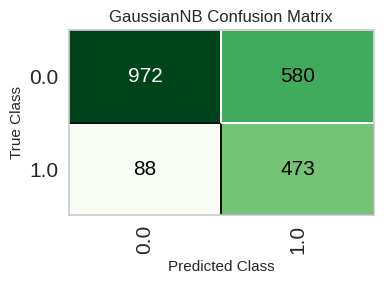 GaussianNB Confusion Matrix
True Class
0.0
972
580
1.0
88
473
0.0
1.0
Predicted Class